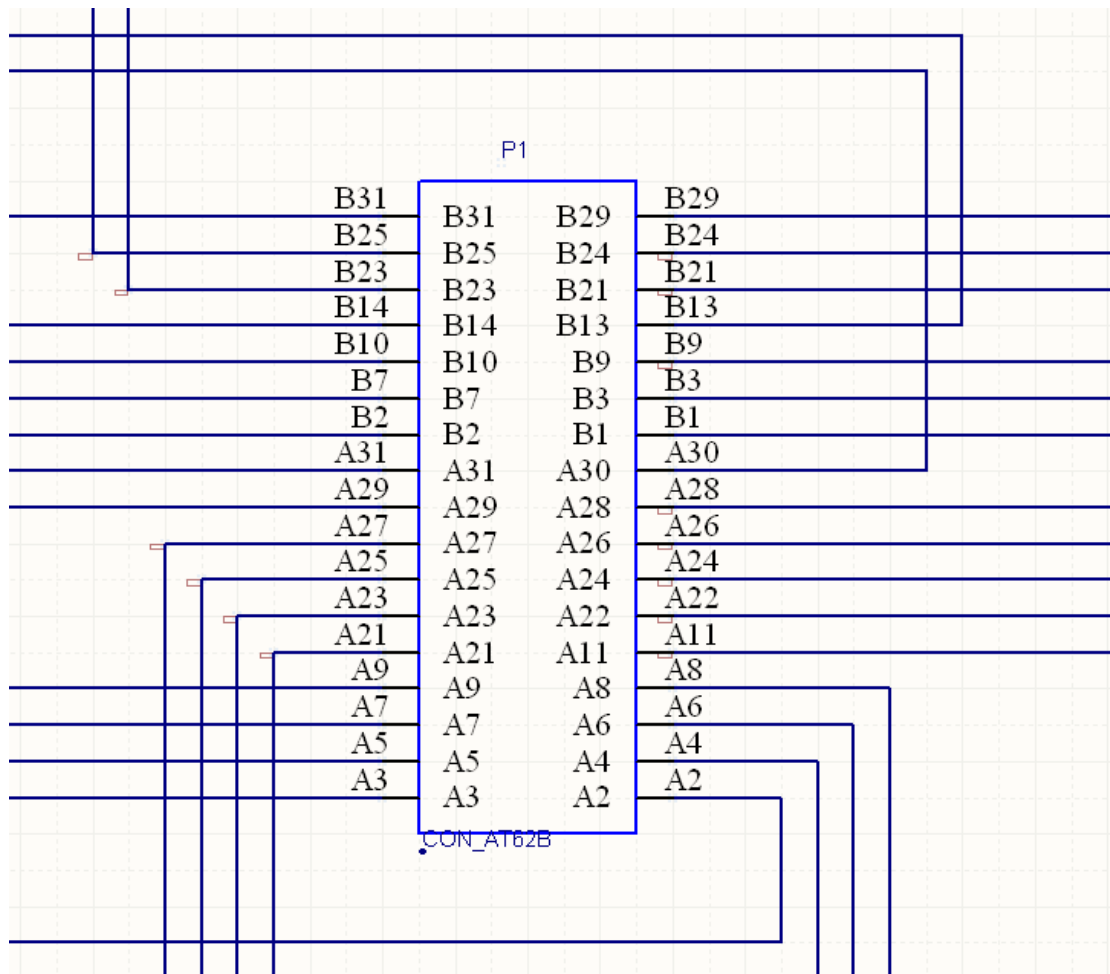 P1
B31 B31 B29 B29
B25 B25 B24 B24
B23 B23 B21 B21
B14 B14 B13 B13
B10 B10 B9 B9
B7 B7 B3 B3
B2 B2 B1 B1
A31 A31 A30 A30
A29 A29 A28 A28
A27 A27 A26 A26
A25 A25 A24 A24
A23 A23 A22 A22
A21 A21 A11 A11
A9 A9 A8 A8
A7 A7 A6 A6
A5 A5 A4 A4
A3 A3 A2 A2
CON_AT62B